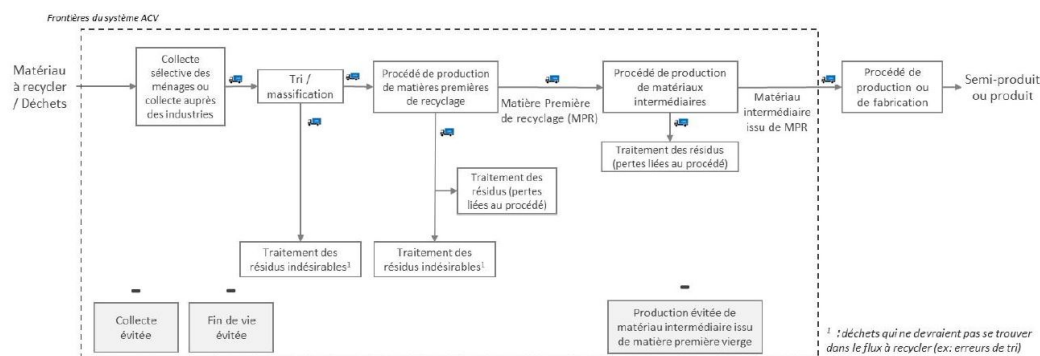 Frontières du système ACV
Matériau
à recycler /
Déchets
Collecte
sélective des
ménages ou
collecte auprès
des industries
Tri /
massification
Procédé de production
de matières premières
de recyclage
Matière Première
de recyclage (MPR)
Procédé de production
de matériaux
intermédiaires
Matériau
intermédiaire
issu de MPR
Procédé de
production ou
de fabrication
Semi-produit
ou produit
Traitement des résidus
(pertes liées au procédé)
Traitement des
résidus (pertes
liées au procédé)
Traitement des
résidus indésirables¹
Traitement des
résidus indésirables¹
Collecte
évitée
Fin de vie
évitée
Production évitée de
matériau intermédiaire issu
de matière première vierge
¹ : déchets qui ne devraient pas se trouver
dans le flux à recycler (ex: erreurs de tri)